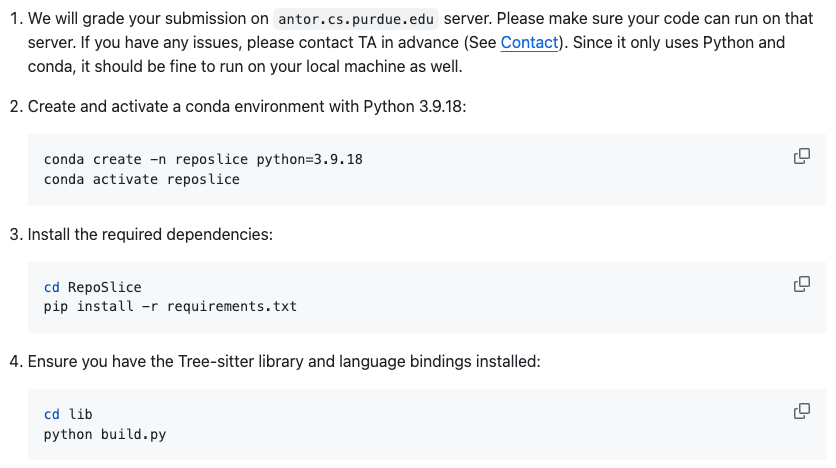 1. We will grade your submission on antor.cs.purdue.edu server. Please make sure your code can run on that
server. If you have any issues, please contact TA in advance (See Contact). Since it only uses Python and
conda, it should be fine to run on your local machine as well.
2. Create and activate a conda environment with Python 3.9.18:
conda create -n reposlice python=3.9.18
conda activate reposlice
3. Install the required dependencies:
cd RepoSlice
pip install -r requirements.txt
4. Ensure you have the Tree-sitter library and language bindings installed:
cd lib
python build.py